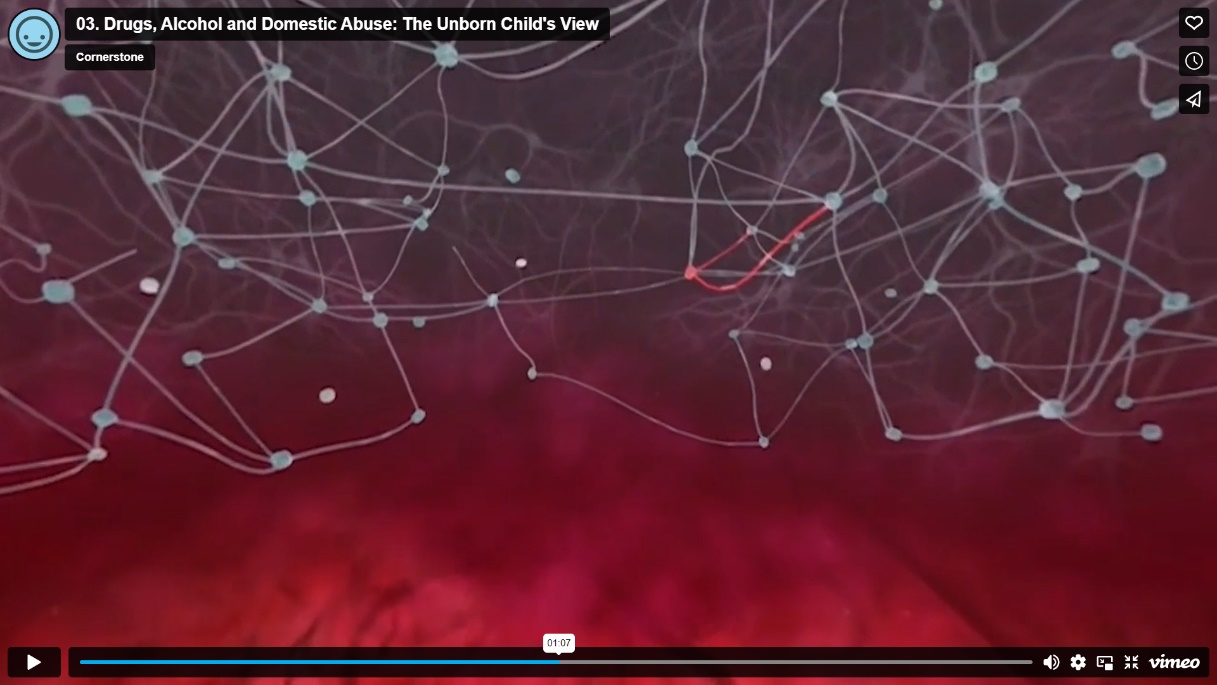 03. Drugs, Alcohol and Domestic Abuse: The Unborn Child's View
Cornerstone
01:07
vimeo